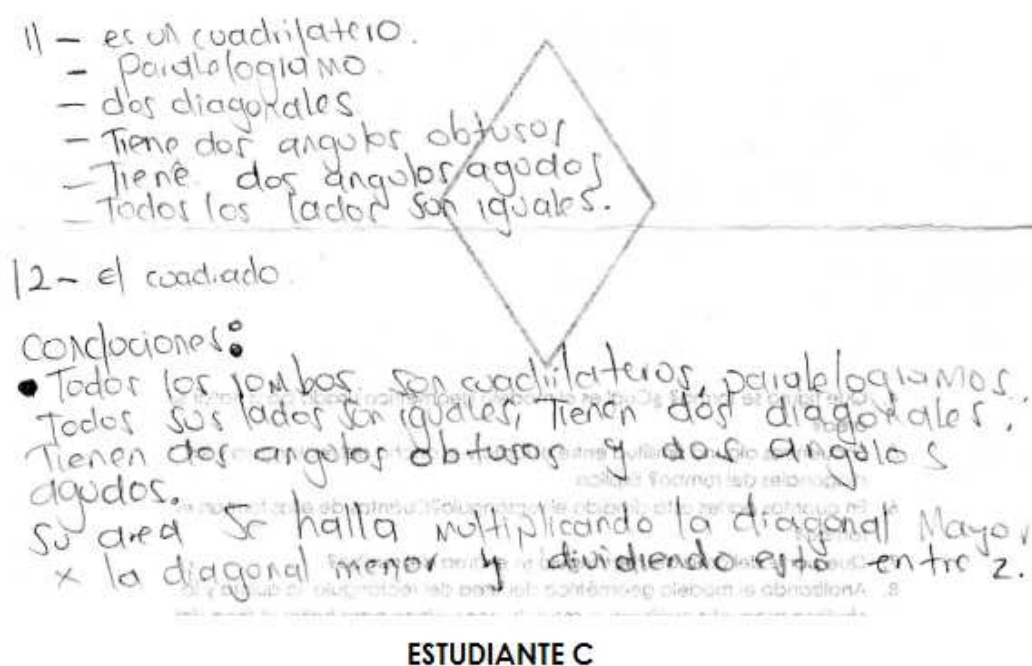 11 - es un cuadrilatero.
- Paralelogramo.
- dos diagonales
- Tiene dos angulos obtusos
- Tiene dos angulos agudos
- Todos los lados son iguales.
12 - el cuadrado.
conclociones:
• Todos los rombos son cuadrilateros, paralelogramos...
Todos sus lados son iguales, Tienen dos diagonales.
Tienen dos angulos obtusos y dos angulos
agudos.
su area se halla multiplicando la diagonal Mayor
x la diagonal menor y dividiendo esto entre 2.
ESTUDIANTE C